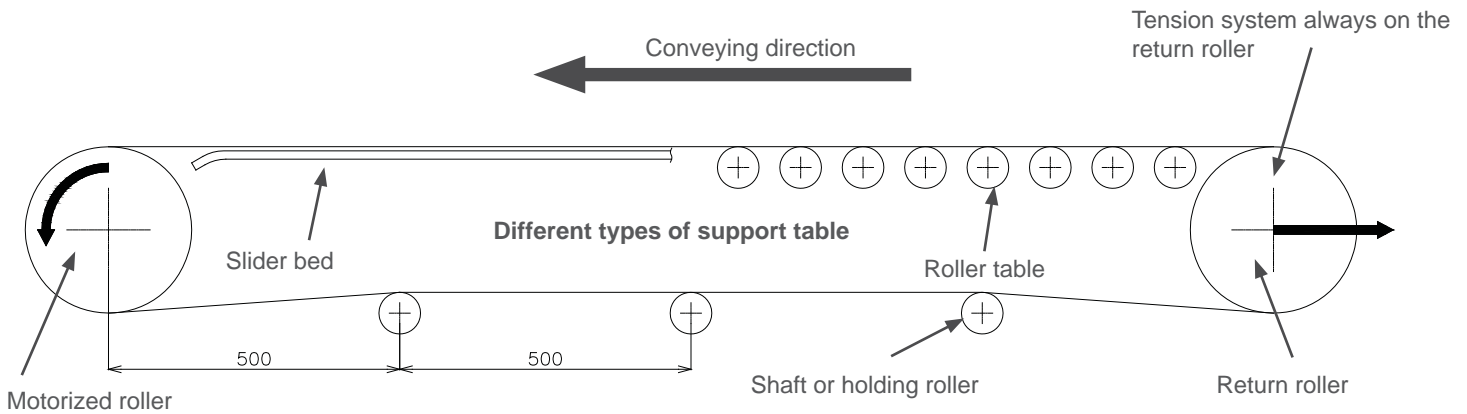 Tension system always on the
return roller
Conveying direction
Slider bed
Different types of support table
Roller table
500
500
Motorized roller
Shaft or holding roller
Return roller